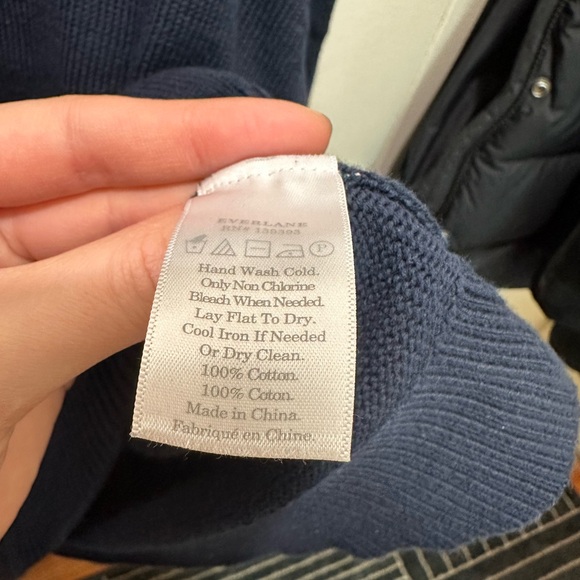 EVERLANE
RN# 139303
P
Hand Wash Cold.
Only Non Chlorine
Bleach When Needed.
Lay Flat To Dry.
Cool Iron If Needed
Or Dry Clean.
100% Cotton.
100% Coton.
Made in China.
Fabriqué en Chine.